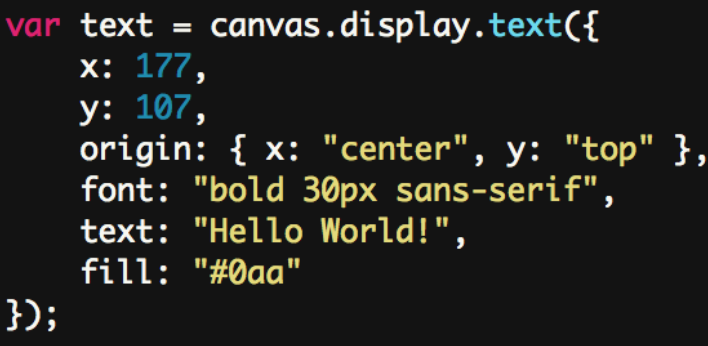 var text = canvas.display.text({
    x: 177,
    y: 107,
    origin: { x: "center", y: "top" },
    font: "bold 30px sans-serif",
    text: "Hello World!",
    fill: "#0aa"
});